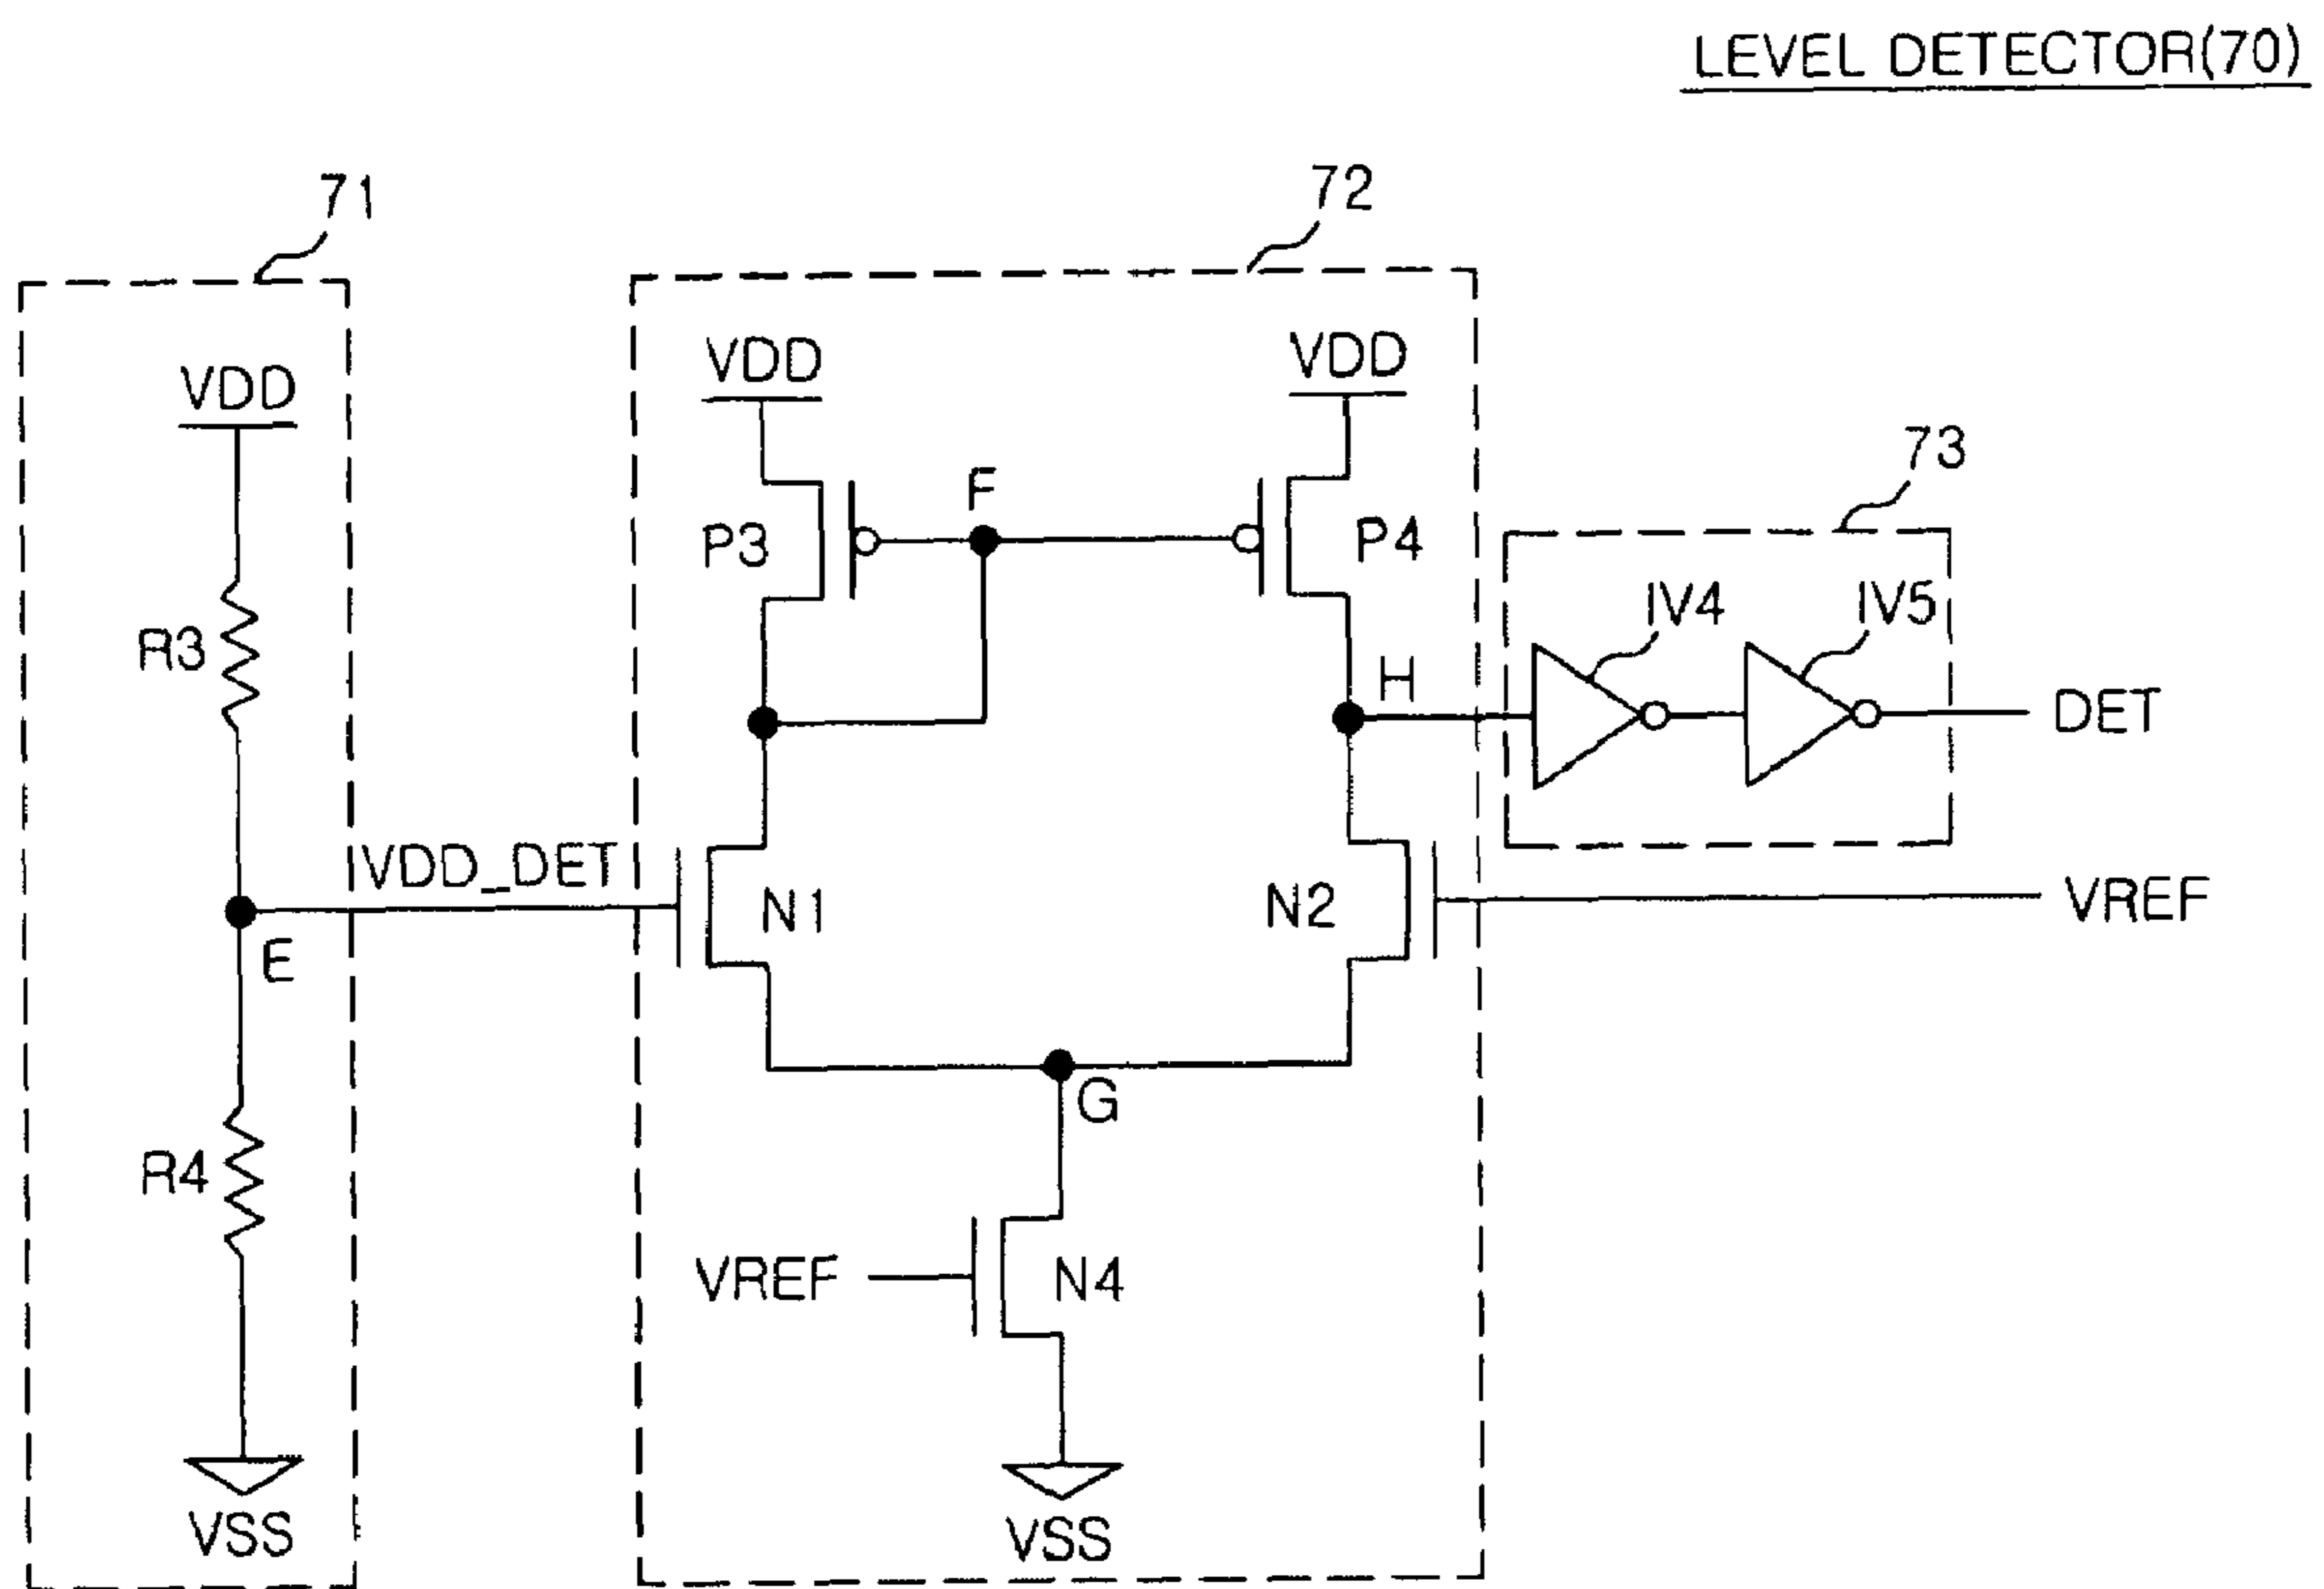 LEVEL DETECTOR(70)
71
72
VDD
VDD
VDD
73
F
P3
P4
IV4
IV5
R3
H
DET
VDD_DET
N1
N2
VREF
E
G
R4
VREF
N4
VSS
VSS